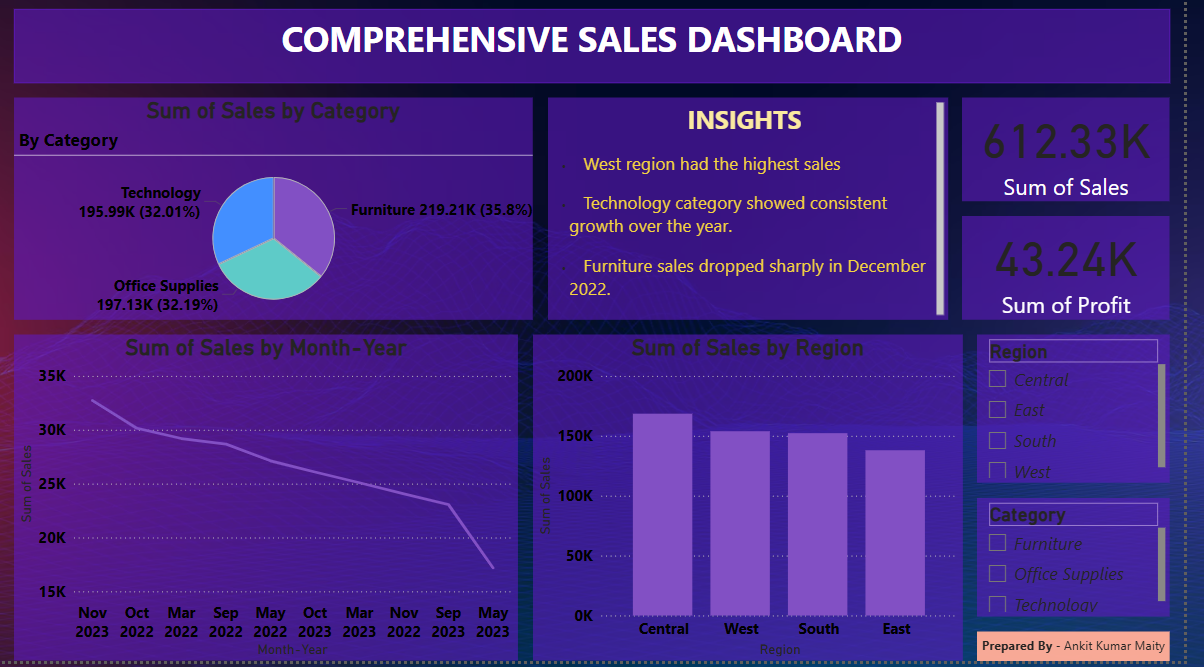 COMPREHENSIVE SALES DASHBOARD
Sum of Sales by Category
By Category
Technology
195.99K (32.01%)
Furniture 219.21K (35.8%)
Office Supplies
197.13K (32.19%)
INSIGHTS
West region had the highest sales
Technology category showed consistent
growth over the year.
Furniture sales dropped sharply in December
2022.
612.33K
Sum of Sales
43.24K
Sum of Profit
Sum of Sales by Month-Year
Sum of Sales
35K
30K
25K
20K
15K
Nov 2023
Oct 2022
Mar 2022
Sep 2022
May 2022
Oct 2023
Mar 2023
Nov 2022
Sep 2023
May 2023
Month-Year
Sum of Sales by Region
Sum of Sales
200K
150K
100K
50K
0K
Central
West
South
East
Region
Region
Central
East
South
West
Category
Furniture
Office Supplies
Technology
Prepared By - Ankit Kumar Maity